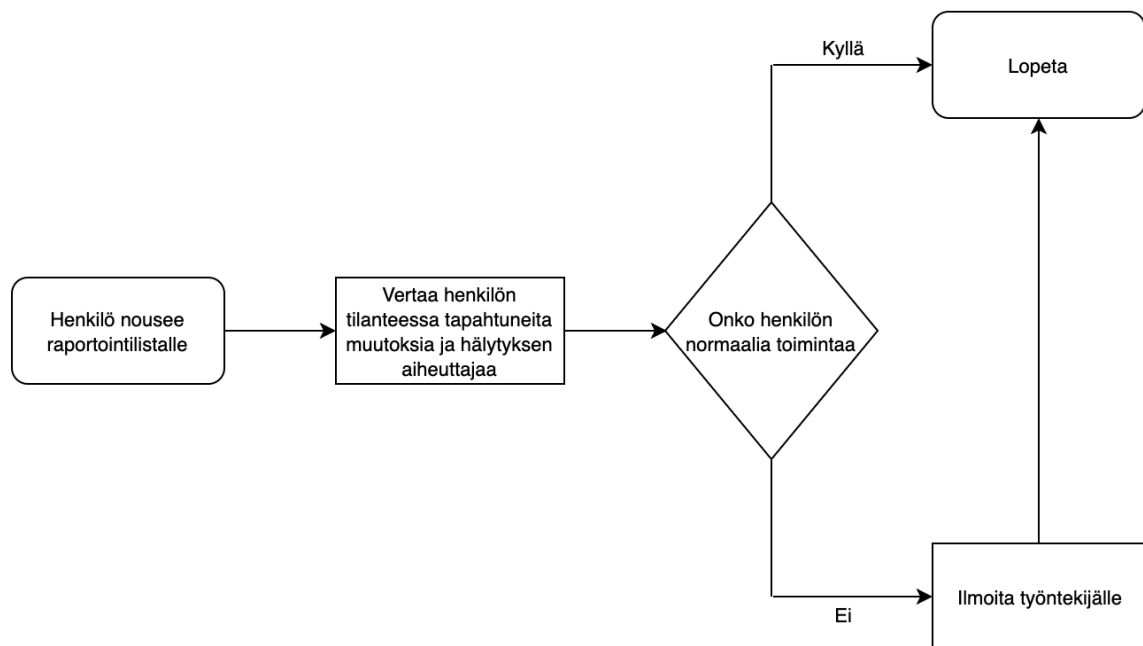 Kyllä
Lopeta
Henkilö nousee
raportointilistalle
Vertaa henkilön
tilanteessa tapahtuneita
muutoksia ja hälytyksen
aiheuttajaa
Onko henkilön
normaalia toimintaa
Ei
Ilmoita työntekijälle